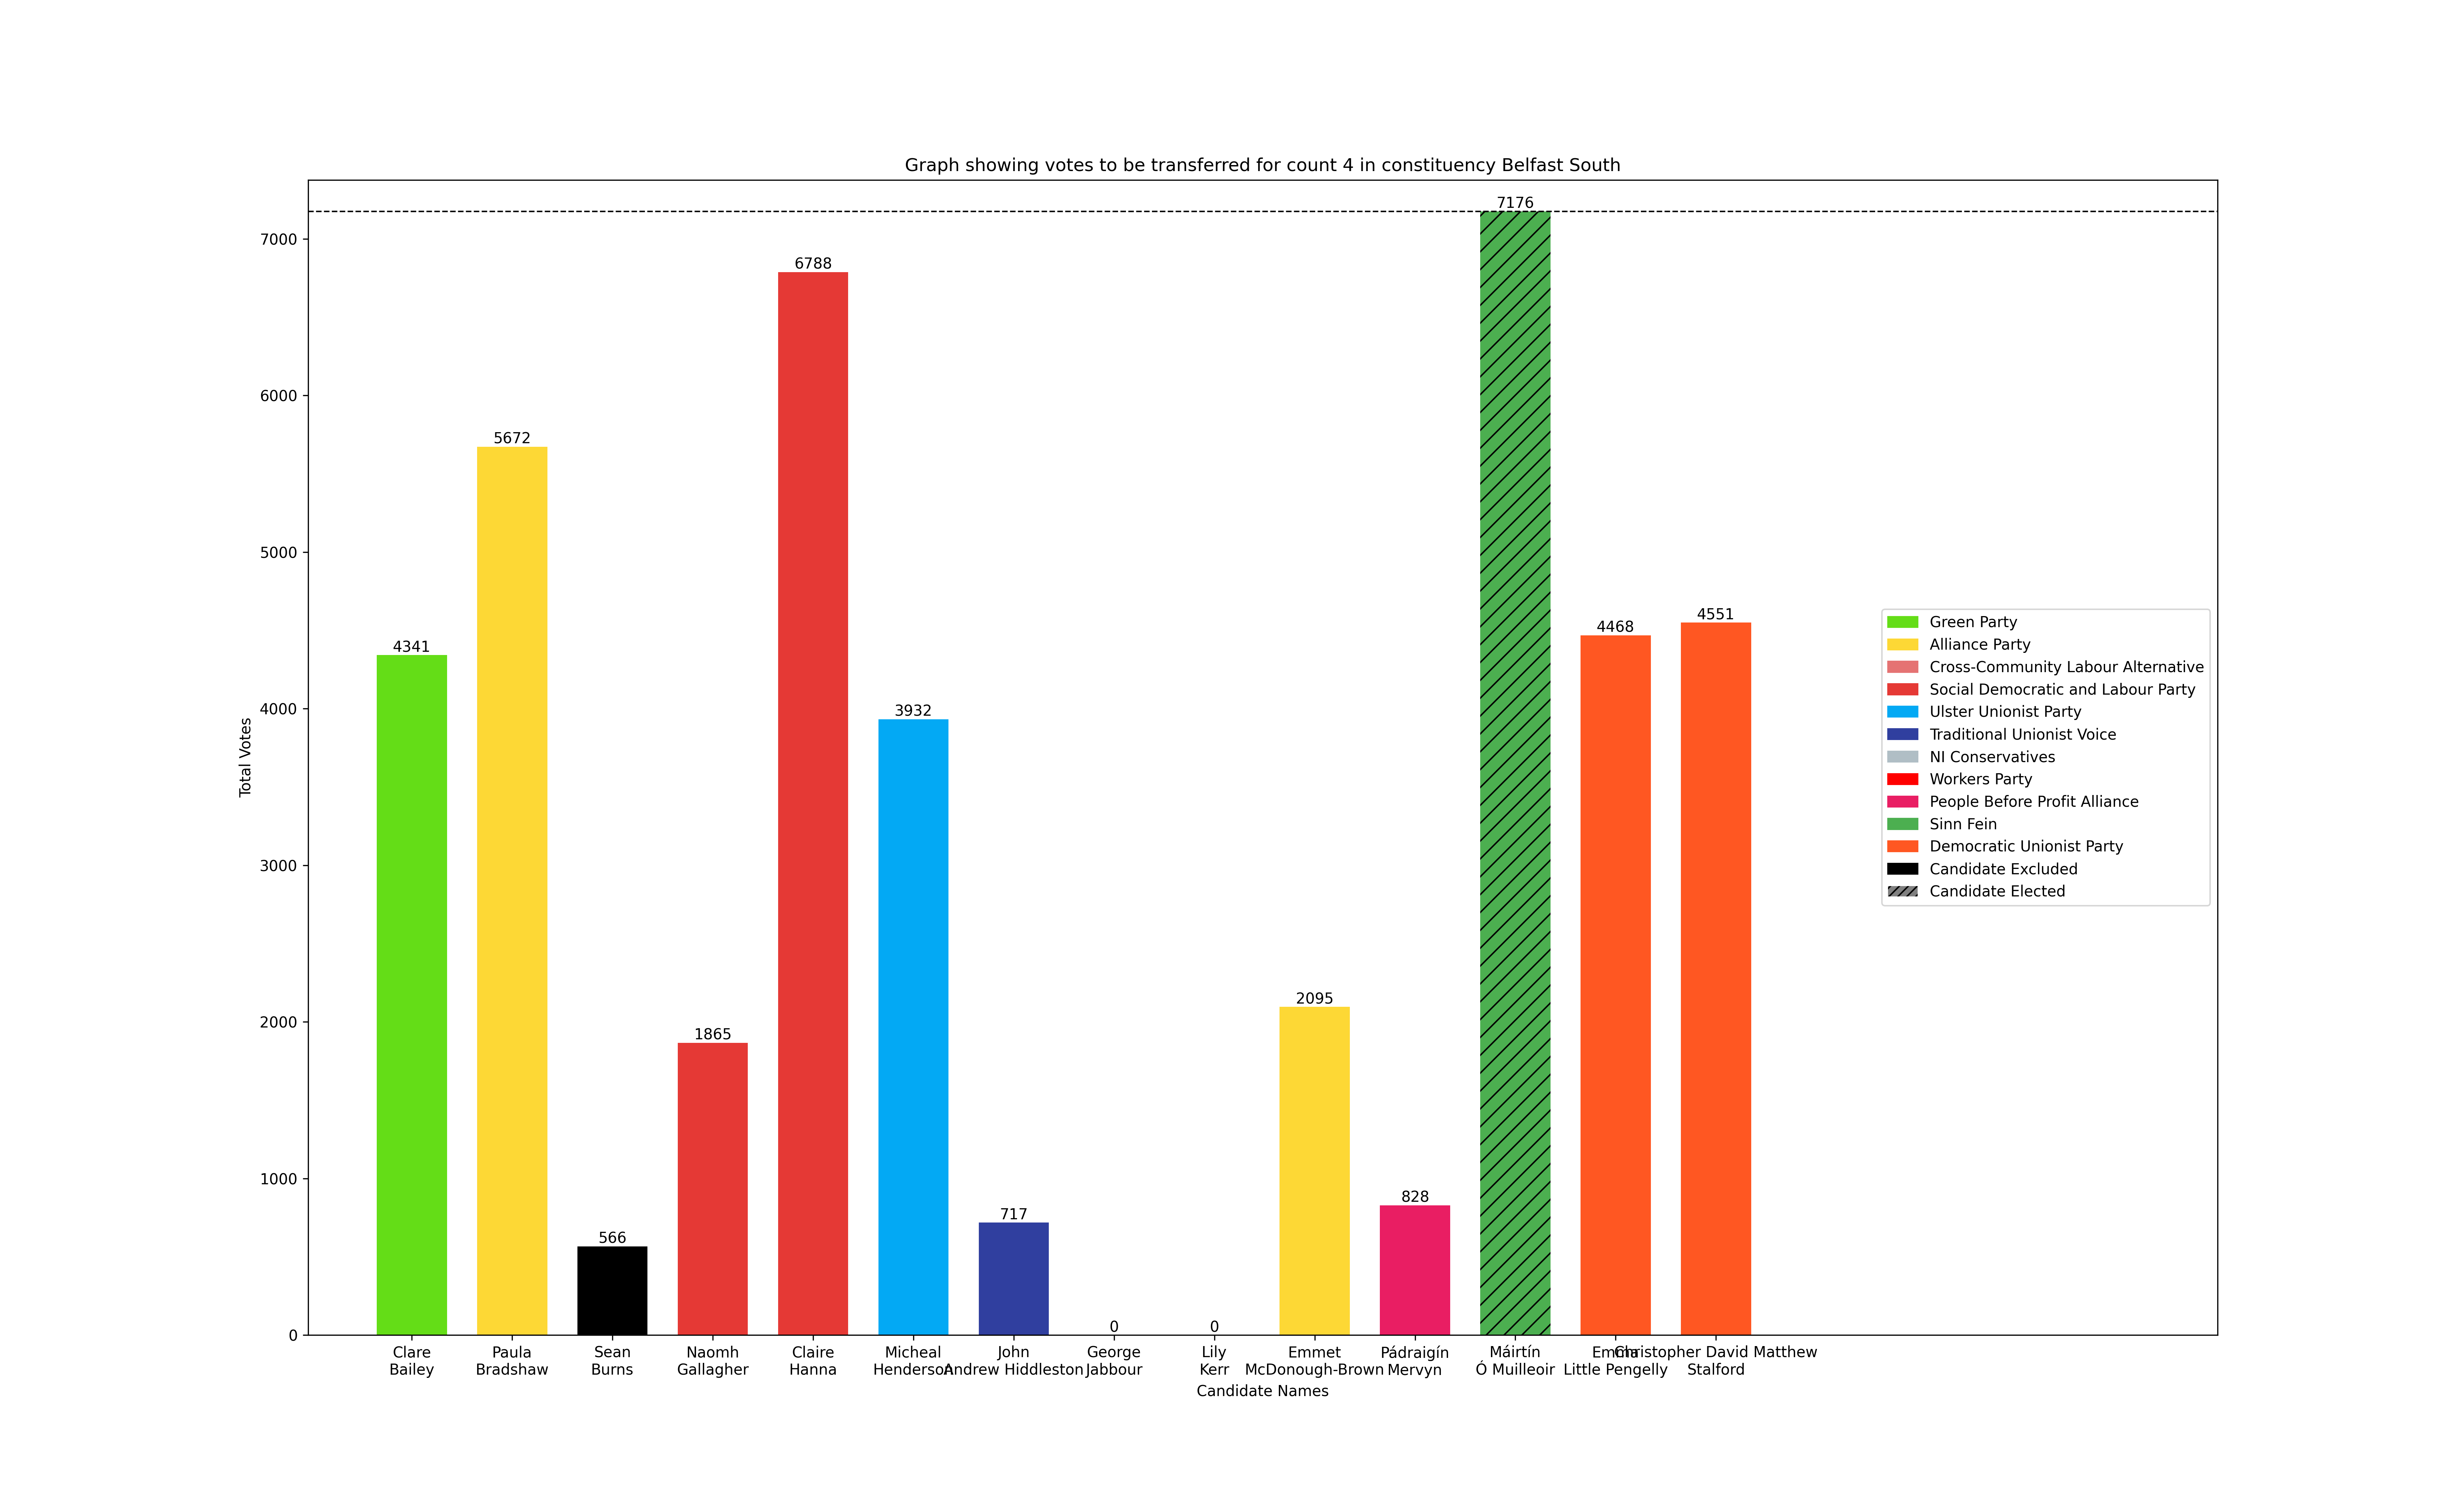 Graph showing votes to be transferred for count 4 in constituency Belfast South
7176
7000
6788
6000
5672
5000
4551
4468
4341
4000
3932
3000
2095
2000
1865
1000
828
717
566
0
0
0
Total Votes
Green Party
Alliance Party
Cross-Community Labour Alternative
Social Democratic and Labour Party
Ulster Unionist Party
Traditional Unionist Voice
NI Conservatives
Workers Party
People Before Profit Alliance
Sinn Fein
Democratic Unionist Party
Candidate Excluded
Candidate Elected
Clare
Bailey
Paula
Bradshaw
Sean
Burns
Naomh
Gallagher
Claire
Hanna
Micheal
Henderson
John
Andrew Hiddleston
George
Jabbour
Lily
Kerr
Emmet
McDonough-Brown
Pádraigín
Mervyn
Máirtín
Ó Muilleoir
Emma
Little Pengelly
Christopher David Matthew
Stalford
Candidate Names